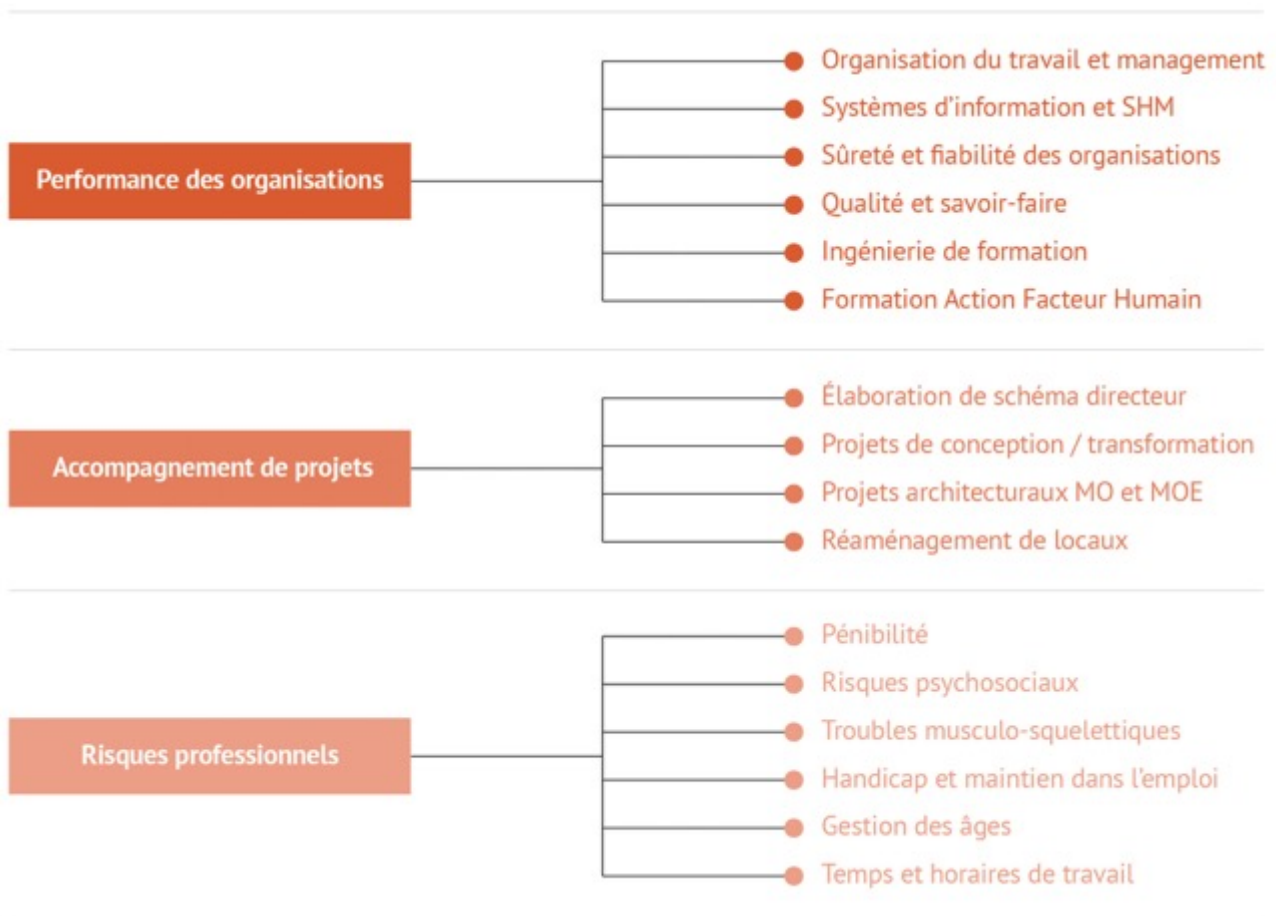 Performance des organisations
Organisation du travail et management
Systèmes d'information et SHM
Sûreté et fiabilité des organisations
Qualité et savoir-faire
Ingénierie de formation
Formation Action Facteur Humain
Accompagnement de projets
Élaboration de schéma directeur
Projets de conception / transformation
Projets architecturaux MO et MOE
Réaménagement de locaux
Risques professionnels
Pénibilité
Risques psychosociaux
Troubles musculo-squelettiques
Handicap et maintien dans l'emploi
Gestion des âges
Temps et horaires de travail